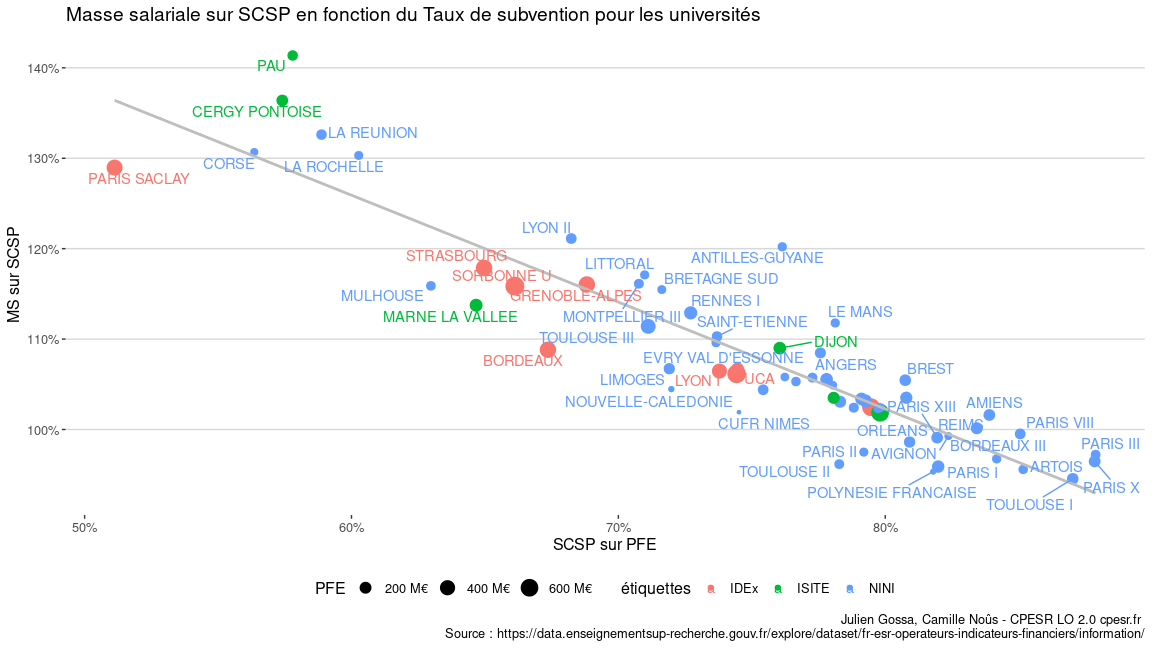 Masse salariale sur SCSP en fonction du Taux de subvention pour les universités
MS sur SCSP
140%
130%
120%
110%
100%
PAU
CERGY PONTOISE
LA REUNION
CORSE
LA ROCHELLE
PARIS SACLAY
LYON II
STRASBOURG
ANTILLES-GUYANE
LITTORAL
SORBONNE U
BRETAGNE SUD
MULHOUSE
GRENOBLE-ALPES
RENNES I
LE MANS
MARNE LA VALLEE
MONTPELLIER III
SAINT-ETIENNE
TOULOUSE III
DIJON
BORDEAUX
EVRY VAL D'ESSONNE
ANGERS
BREST
LIMOGES
LYON I
UCA
NOUVELLE-CALEDONIE
PARIS XIII
AMIENS
CUFR NIMES
ORLEANS
REIMS
PARIS VIII
PARIS II
AVIGNON
BORDEAUX III
PARIS III
TOULOUSE II
PARIS I
ARTOIS
POLYNESIE FRANCAISE
PARIS X
TOULOUSE I
50%
60%
70%
80%
SCSP sur PFE
PFE 200 M€ 400 M€ 600 M€ étiquettes a IDEx a ISITE a NINI
Julien Gossa, Camille Noûs - CPESR LO 2.0 cpesr.fr
Source : https://data.enseignementsup-recherche.gouv.fr/explore/dataset/fr-esr-operateurs-indicateurs-financiers/information/